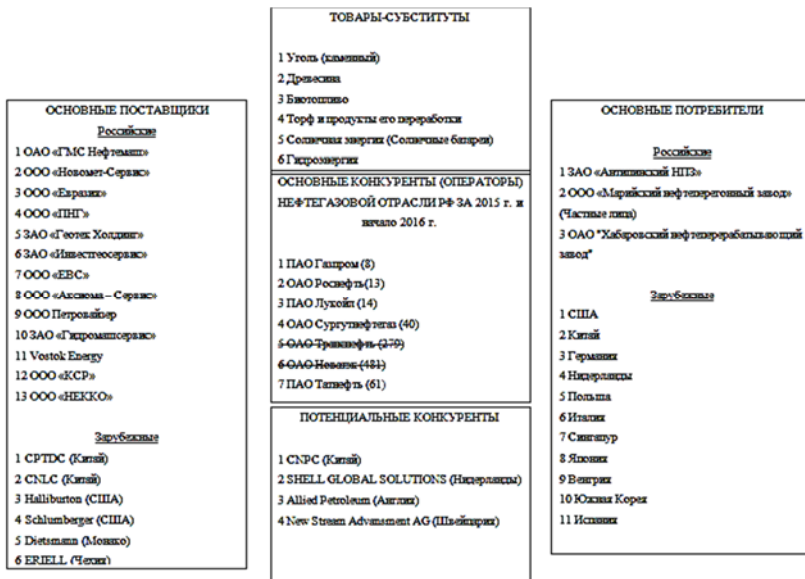 ТОВАРЫ-СУБСТИТУТЫ
1 Уголь (каменный)
2 Древесина
3 Биотопливо
4 Торф и продукты его переработки
5 Солнечная энергия (Солнечные батареи)
6 Гидроэнергия
ОСНОВНЫЕ ПОСТАВЩИКИ
Российские
1 ОАО «ГМС Нефтемаш»
2 ООО «Новомет-Сервис»
3 ООО «Евразия»
4 ООО «ПНГ»
5 ЗАО «Геотек Холдинг»
6 ЗАО «Инвестгеосервис»
7 ООО «ЕВС»
8 ООО «Аксиома – Сервис»
9 ООО Петровайзер
10 ЗАО «Гидромашсервис»
11 Vostok Energy
12 ООО «КСР»
13 ООО «НЕККО»
Зарубежные
1 CPTDC (Китай)
2 CNLC (Китай)
3 Halliburton (США)
4 Schlumberger (США)
5 Dietsmann (Монако)
6 ERIELL (Чехия)
ОСНОВНЫЕ КОНКУРЕНТЫ (ОПЕРАТОРЫ)
НЕФТЕГАЗОВОЙ ОТРАСЛИ РФ ЗА 2015 г. и
начало 2016 г.
1 ПАО Газпром (8)
2 ОАО Роснефть(13)
3 ПАО Лукойл (14)
4 ОАО Сургутнефтегаз (40)
5 ОАО Транснефть (279)
6 ОАО Новатэк (481)
7 ПАО Татнефть (61)
ПОТЕНЦИАЛЬНЫЕ КОНКУРЕНТЫ
1 CNPC (Китай)
2 SHELL GLOBAL SOLUTIONS (Нидерланды)
3 Allied Petroleum (Англия)
4 New Stream Advansment AG (Швейцария)
ОСНОВНЫЕ ПОТРЕБИТЕЛИ
Российские
1 ЗАО «Антипинский НПЗ»
2 ООО «Марийский нефтеперегонный завод»
(Частные лица)
3 ОАО "Хабаровский нефтеперерабатывающий
завод"
Зарубежные
1 США
2 Китай
3 Германия
4 Нидерланды
5 Польша
6 Италия
7 Сингапур
8 Япония
9 Венгрия
10 Южная Корея
11 Испания